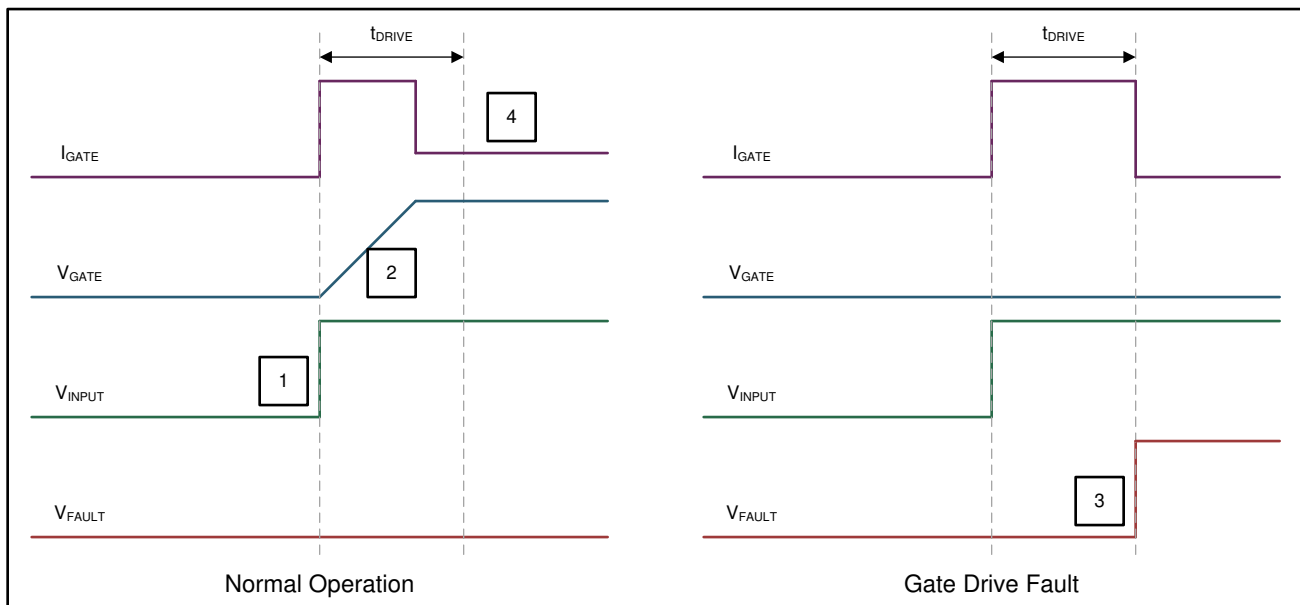 tDRIVE
IGATE
4
VGATE
2
VINPUT
1
VFAULT
Normal Operation
tDRIVE
IGATE
VGATE
VINPUT
VFAULT
3
Gate Drive Fault